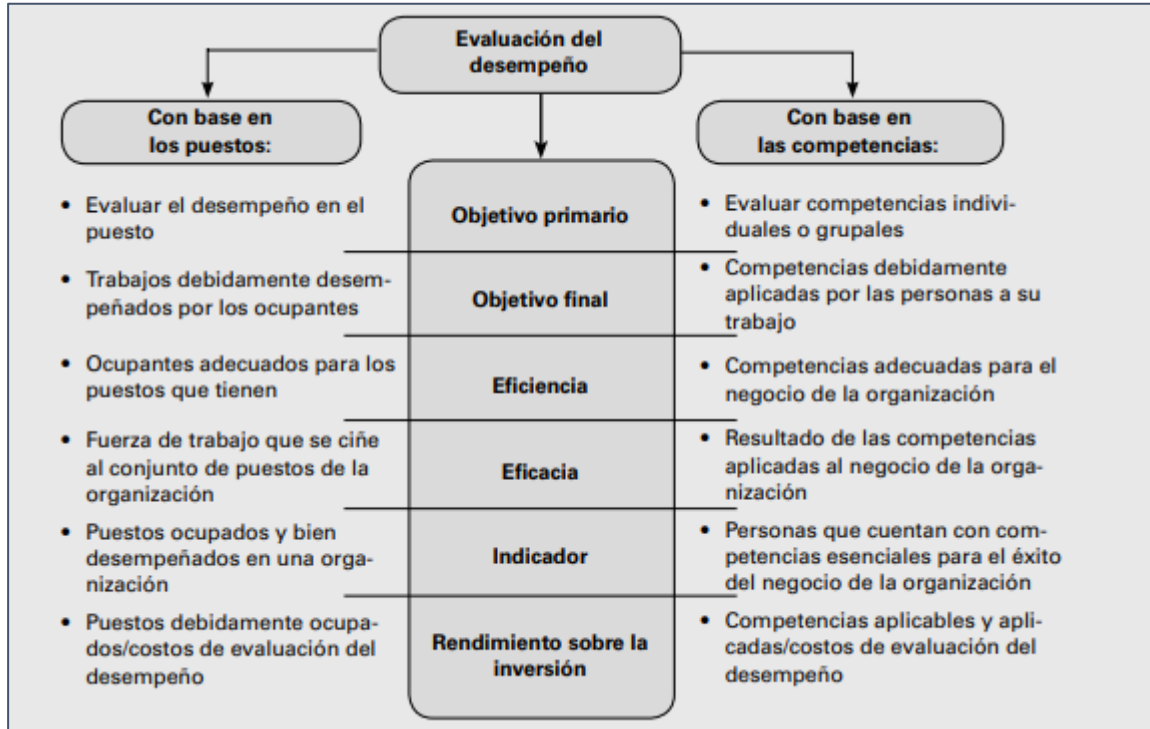 Evaluación del
desempeño
Con base en
los puestos:
Con base en
las competencias:
• Evaluar el desempeño en el
puesto
Objetivo primario
• Evaluar competencias indivi-
duales o grupales
• Trabajos debidamente desem-
peñados por los ocupantes
Objetivo final
• Competencias debidamente
aplicadas por las personas a su
trabajo
• Ocupantes adecuados para los
puestos que tienen
Eficiencia
• Competencias adecuadas para el
negocio de la organización
• Fuerza de trabajo que se ciñe
al conjunto de puestos de la
organización
Eficacia
• Resultado de las competencias
aplicadas al negocio de la orga-
nización
• Puestos ocupados y bien
desempeñados en una orga-
nización
Indicador
• Personas que cuentan con com-
petencias esenciales para el éxito
del negocio de la organización
• Puestos debidamente ocupa-
dos/costos de evaluación del
desempeño
Rendimiento sobre la
inversión
• Competencias aplicables y apli-
cadas/costos de evaluación del
desempeño